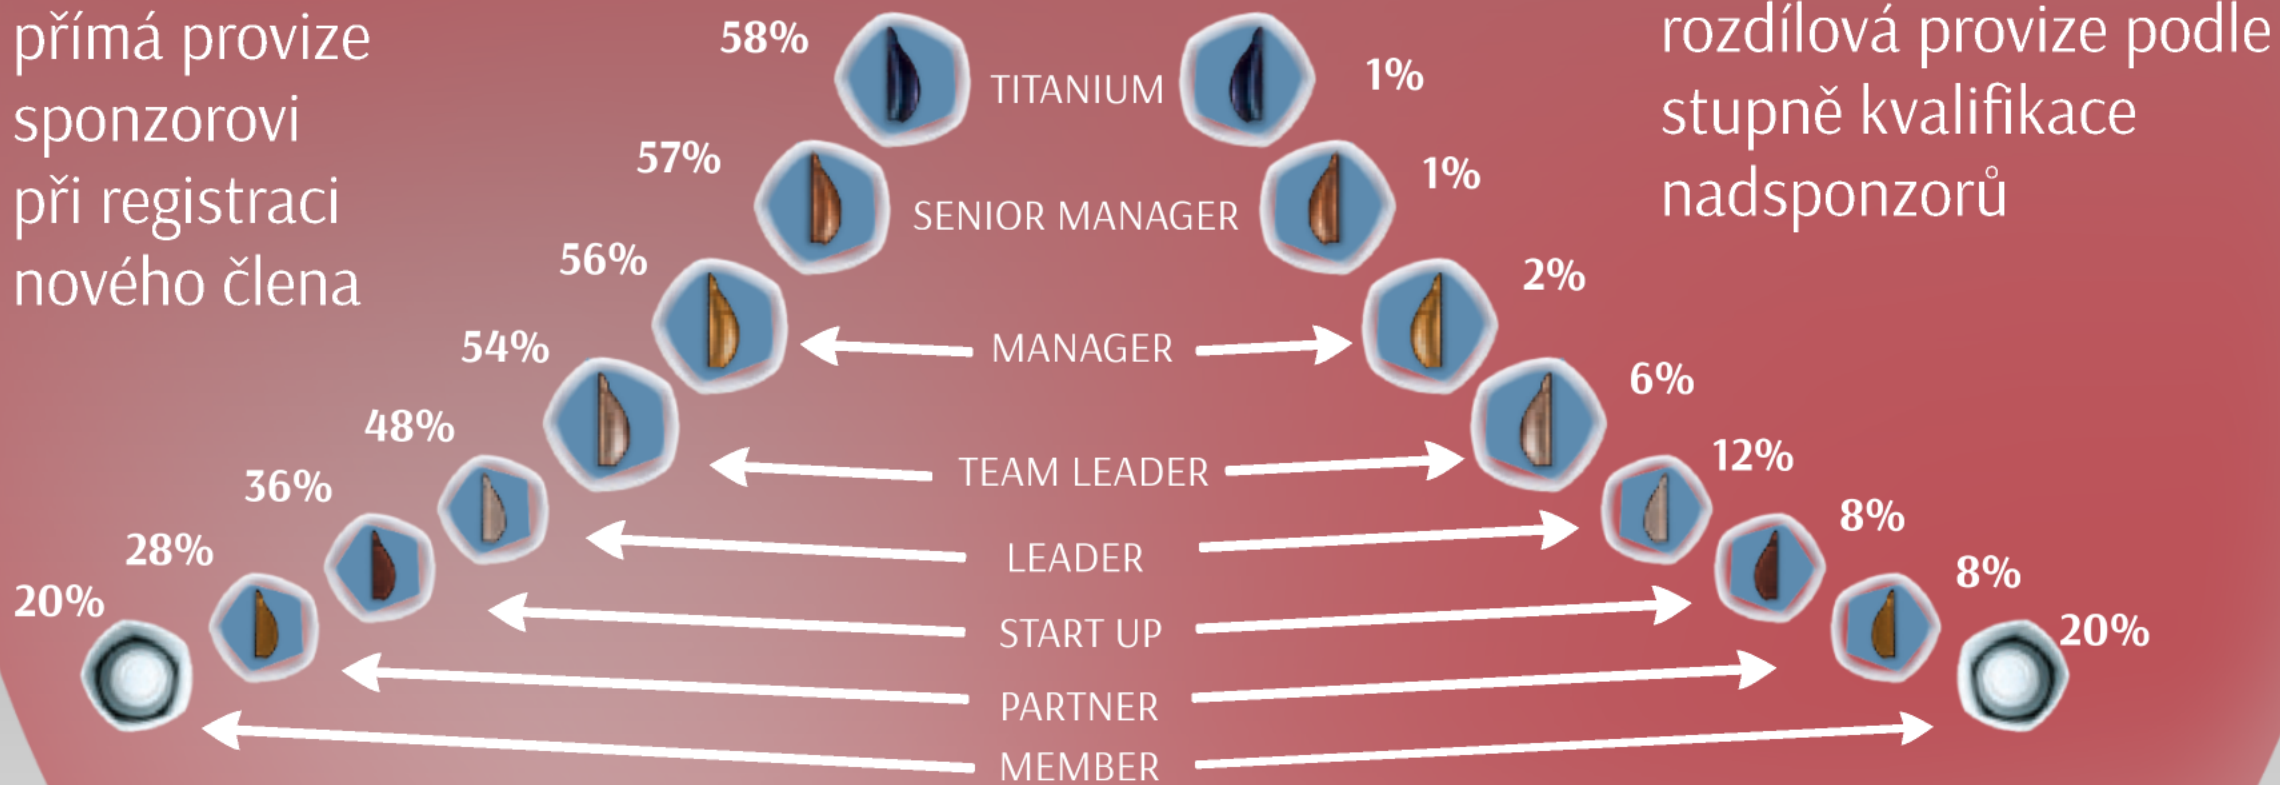 přímá provize
sponzorovi
při registraci
nového člena
rozdílová provize podle
stupně kvalifikace
nadsponzorů
58% TITANIUM 1%
57% SENIOR MANAGER 1%
56% MANAGER 2%
54% TEAM LEADER 6%
48% LEADER 12%
36% START UP 8%
28% PARTNER 8%
20% MEMBER 20%